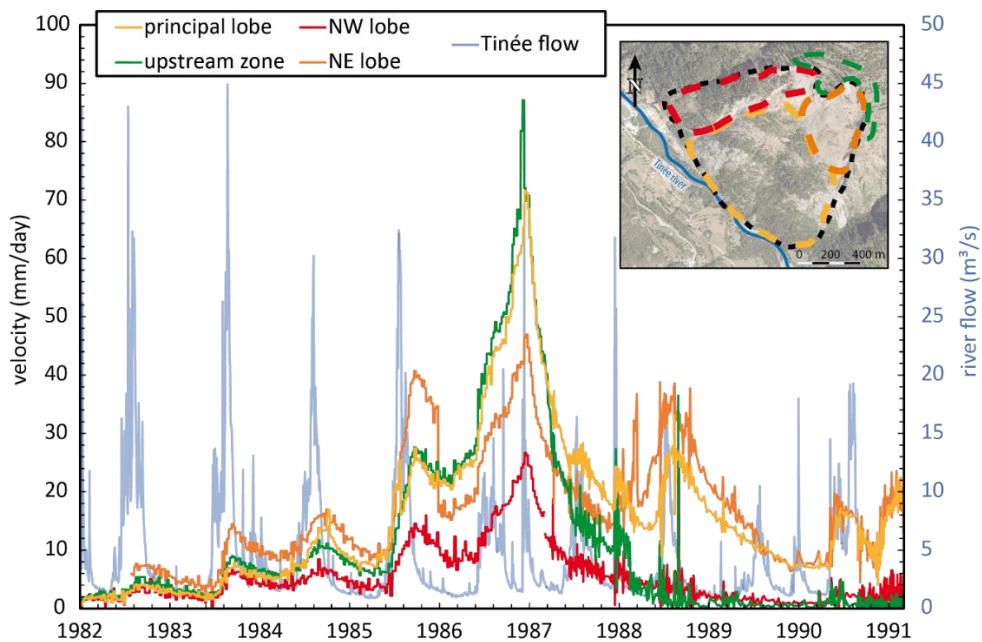 principal lobe
NW lobe
Tinée flow
upstream zone
NE lobe
velocity (mm/day)
100
90
80
70
60
50
40
30
20
10
0
river flow (m³/s)
50
45
40
35
30
25
20
15
10
5
0
N
Tinée river
0 200 400 m
1982 1983 1984 1985 1986 1987 1988 1989 1990 1991